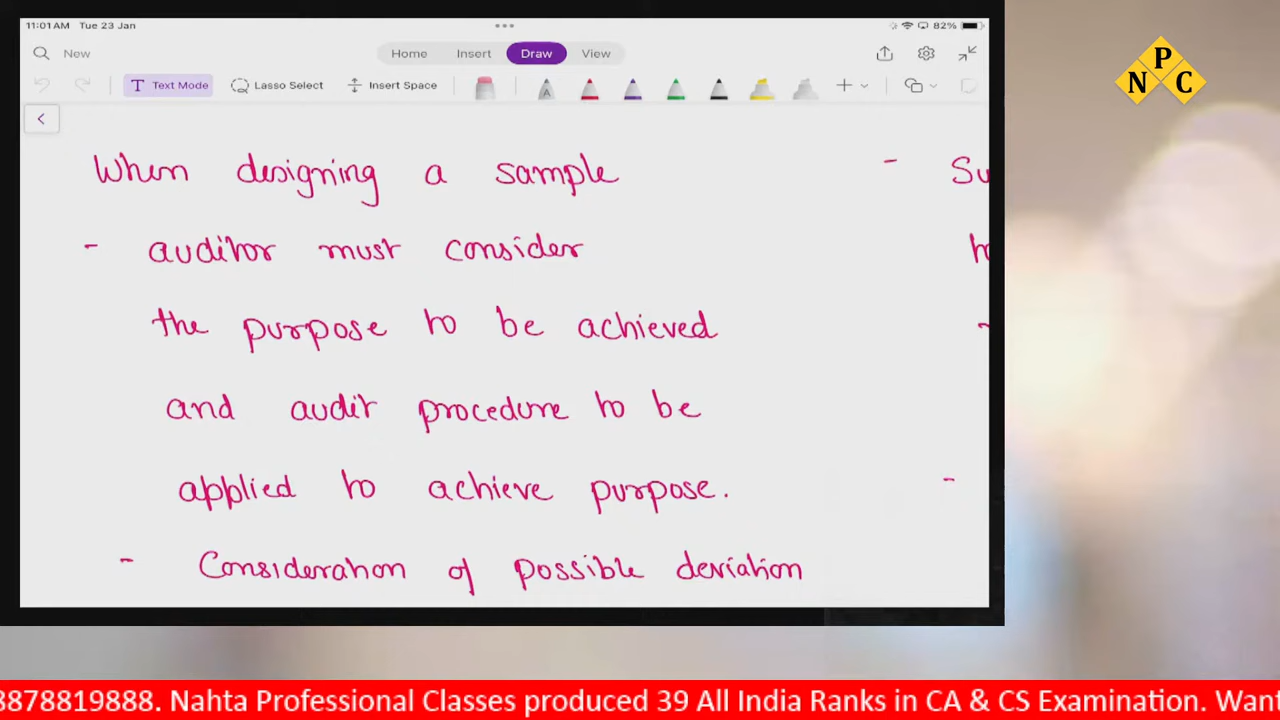 11:01 AM Tue 23 Jan
82%
New
Home Insert Draw View
Text Mode Lasso Select Insert Space
When designing a sample
- auditor must consider
the purpose to be achieved
and audit procedure to be
applied to achieve purpose.
- Consideration of possible deviation
- Su
-
-
N P C
8878819888. Nahta Professional Classes produced 39 All India Ranks in CA & CS Examination. Want